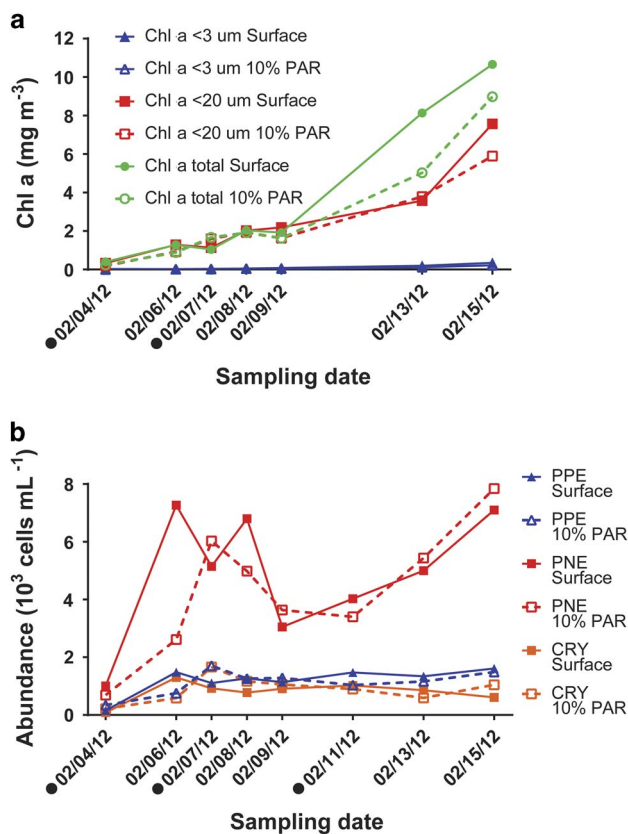 a
Chl a (mg m⁻³)
12
10
8
6
4
2
0
Chl a <3 um Surface
Chl a <3 um 10% PAR
Chl a <20 um Surface
Chl a <20 um 10% PAR
Chl a total Surface
Chl a total 10% PAR
02/04/12
02/06/12
02/07/12
02/08/12
02/09/12
02/13/12
02/15/12
Sampling date
b
Abundance (10³ cells mL⁻¹)
8
6
4
2
0
PPE
Surface
PPE
10% PAR
PNE
Surface
PNE
10% PAR
CRY
Surface
CRY
10% PAR
02/04/12
02/06/12
02/07/12
02/08/12
02/09/12
02/11/12
02/13/12
02/15/12
Sampling date